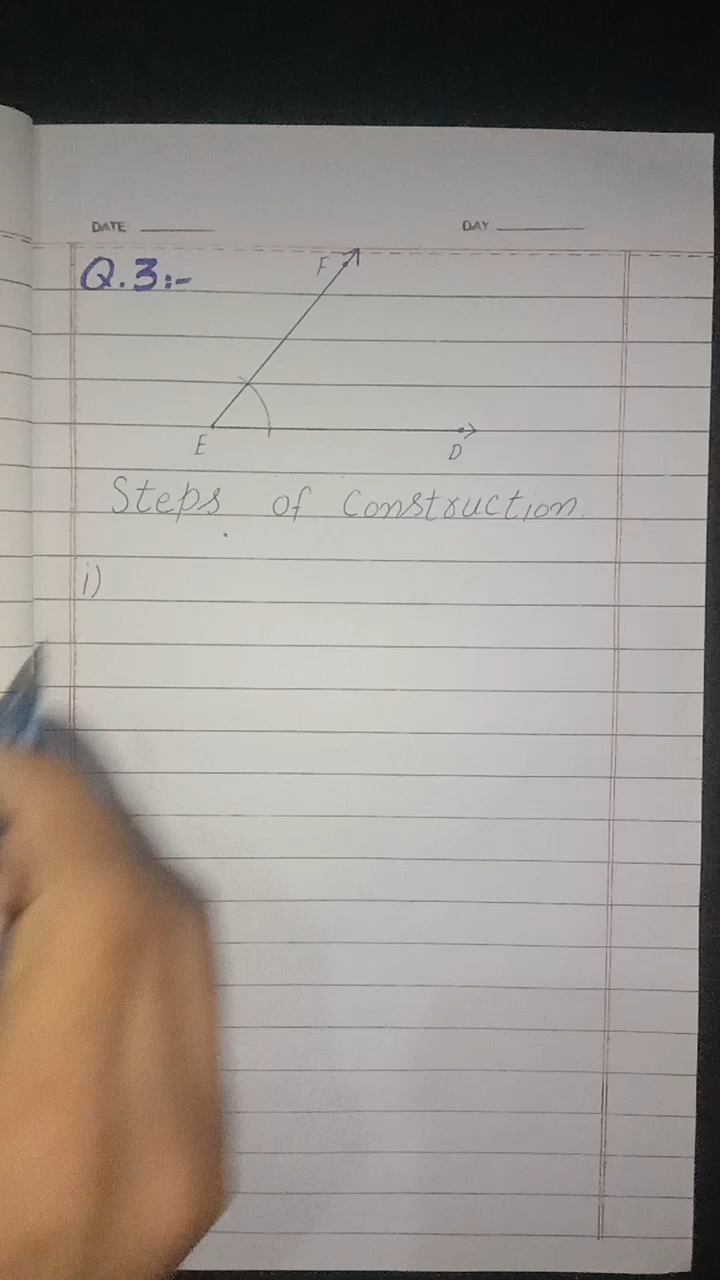 DATE DAY
Q.3:-
F
E D
Steps of Construction
i)